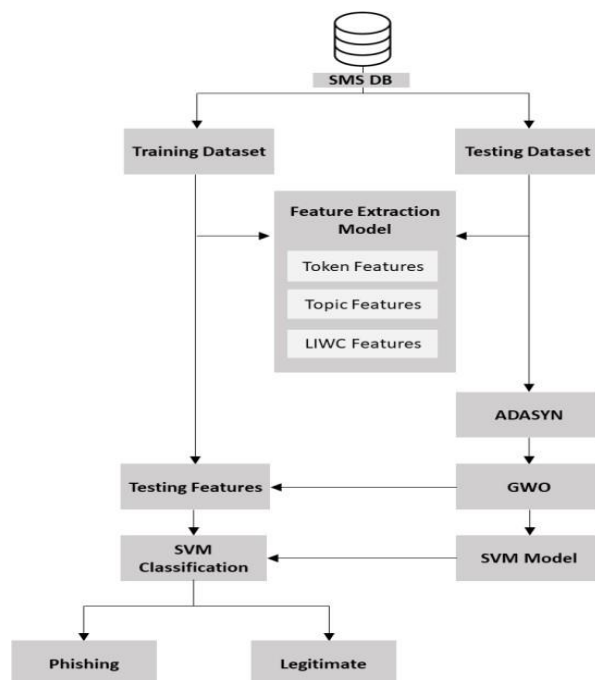 SMS DB
Training Dataset
Testing Dataset
Feature Extraction
Model
Token Features
Topic Features
LIWC Features
ADASYN
Testing Features
GWO
SVM
Classification
SVM Model
Phishing
Legitimate